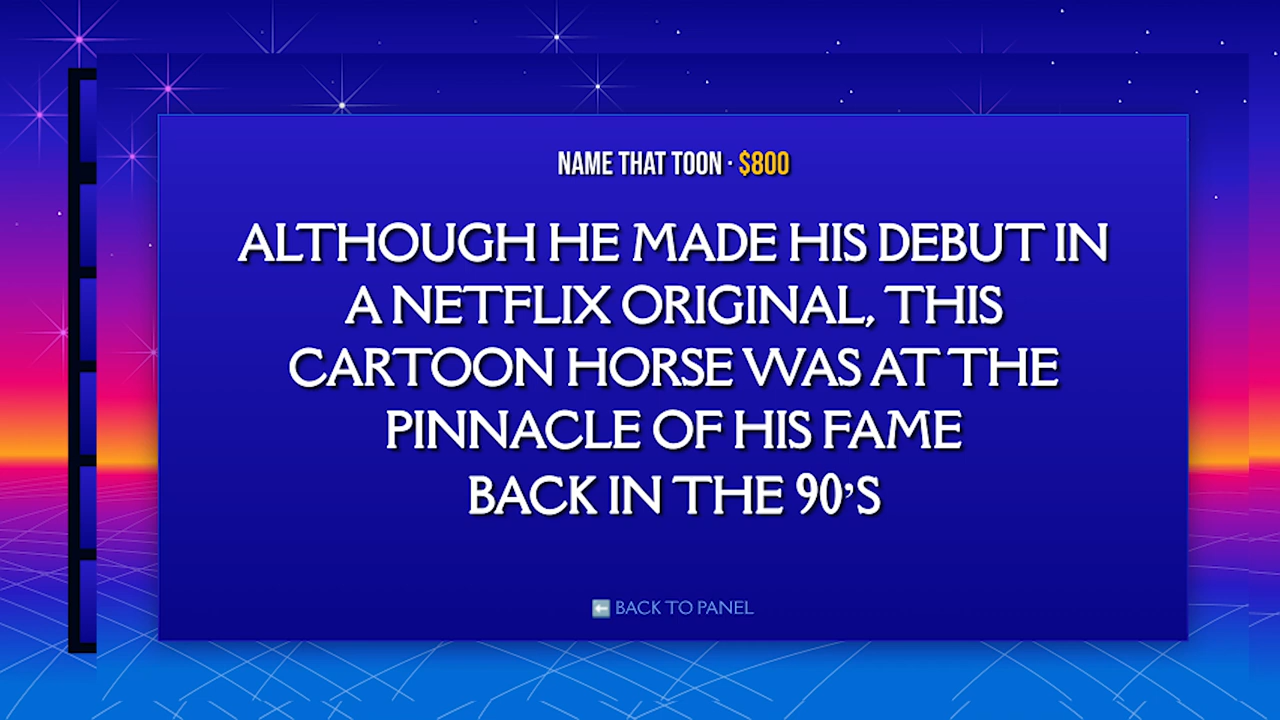 NAME THAT TOON · $800
ALTHOUGH HE MADE HIS DEBUT IN
A NETFLIX ORIGINAL, THIS
CARTOON HORSE WAS AT THE
PINNACLE OF HIS FAME
BACK IN THE 90’S
BACK TO PANEL